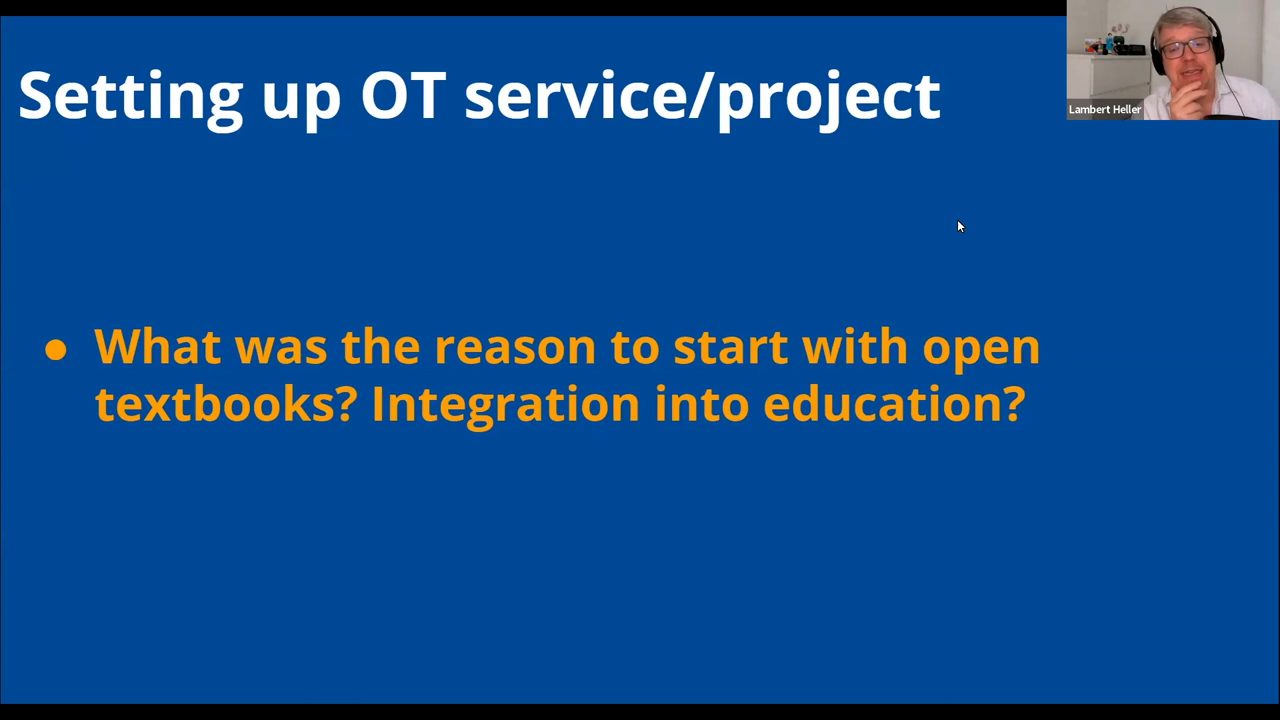 Setting up OT service/project
Lambert Heller
● What was the reason to start with open
textbooks? Integration into education?